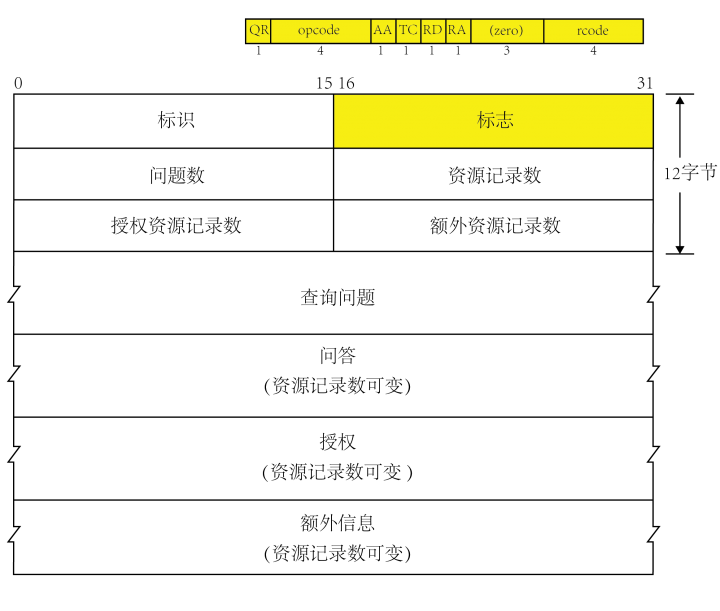 QR opcode AA TC RD RA (zero) rcode
1 4 1 1 1 1 3 4
0 15 16 31
标识 标志
12字节
问题数 资源记录数
授权资源记录数 额外资源记录数
查询问题
问答
(资源记录数可变)
授权
(资源记录数可变 )
额外信息
(资源记录数可变)